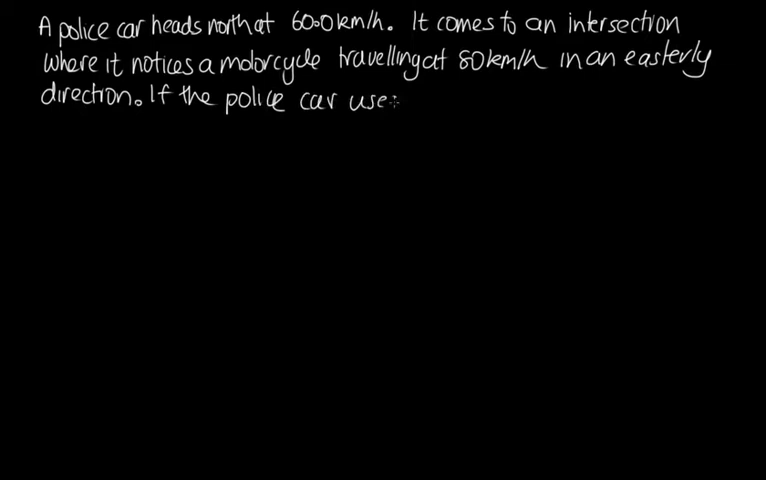 A police car heads north at 60.0km/h. It comes to an intersection
where it notices a motorcycle travelling at 80km/h in an easterly
direction. If the police car use